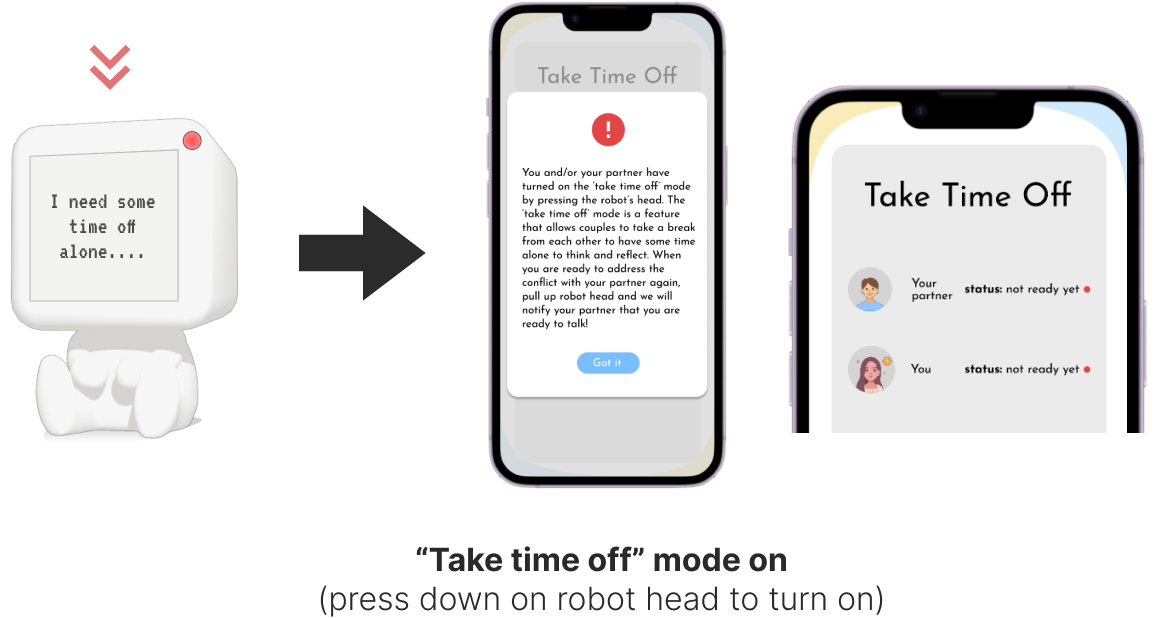 I need some
time off
alone....
Take Time Off
!
You and/or your partner have
turned on the 'take time off' mode
by pressing the robot's head. The
'take time off' mode is a feature
that allows couples to take a break
from each other to have some time
alone to think and reflect. When
you are ready to address the
conflict with your partner again,
pull up robot head and we will
notify your partner that you are
ready to talk!
Got it
Take Time Off
Your
partner
status: not ready yet
You
status: not ready yet
“Take time off” mode on
(press down on robot head to turn on)